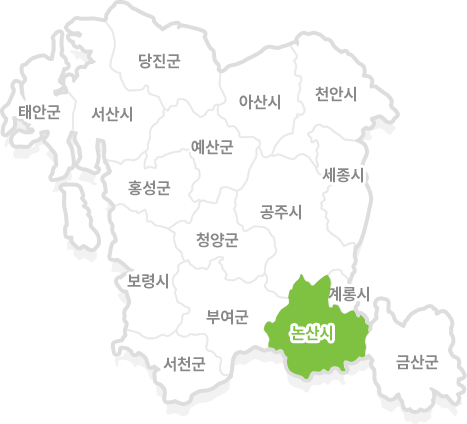 당진군
천안시
아산시
태안군
서산시
예산군
세종시
홍성군
공주시
청양군
보령시
계룡시
부여군
논산시
서천군
금산군